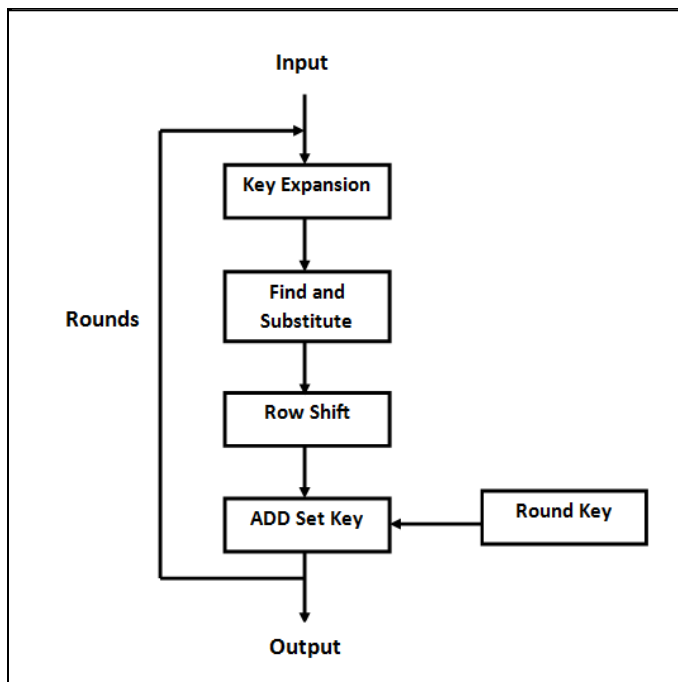 Input
Key Expansion
Find and
Substitute
Rounds
Row Shift
ADD Set Key
Round Key
Output